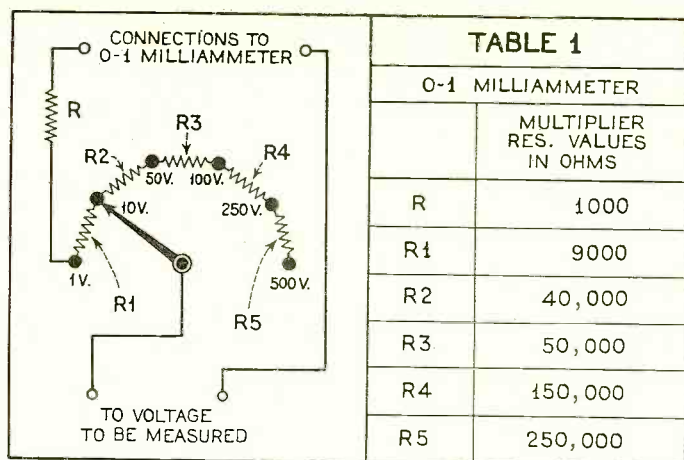 CONNECTIONS TO
0-1 MILLIAMMETER
R
R3
R2
R4
50V.
100V.
10V.
250V.
1V.
500V.
R1
R5
TO VOLTAGE
TO BE MEASURED
TABLE 1
0-1 MILLIAMMETER
MULTIPLIER
RES. VALUES
IN OHMS
R 1000
R1 9000
R2 40,000
R3 50,000
R4 150,000
R5 250,000